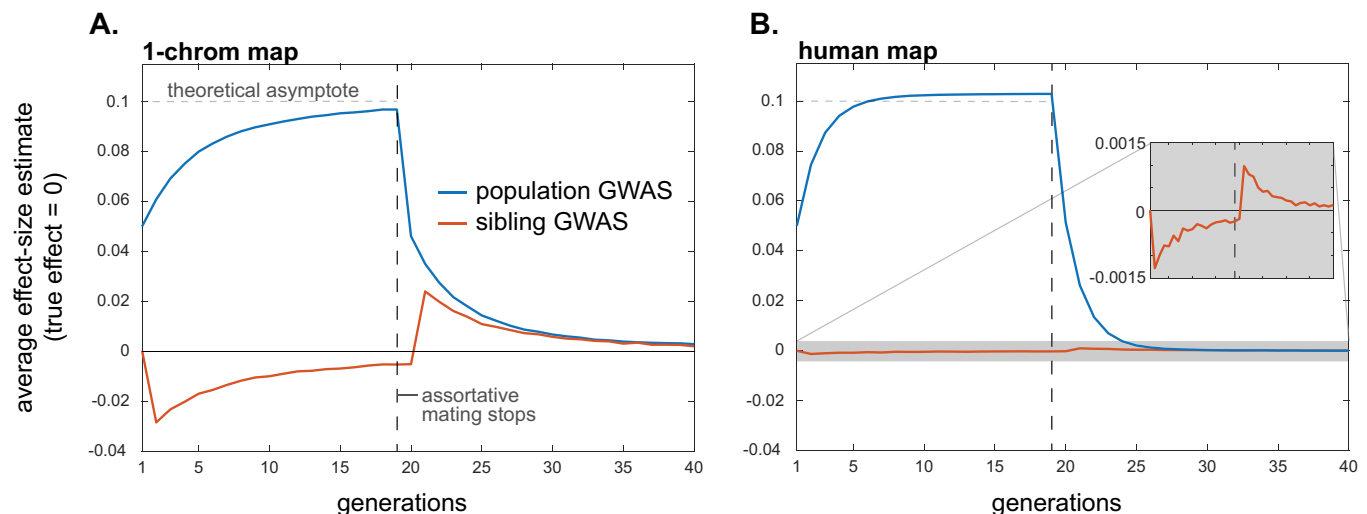 A.
1-chrom map
average effect-size estimate
(true effect = 0)
0.1
0.08
0.06
0.04
0.02
0
-0.02
-0.04
theoretical asymptote
population GWAS
sibling GWAS
assortative
mating stops
1 5 10 15 20 25 30 35 40
generations
B.
human map
0.1
0.08
0.06
0.04
0.02
0
-0.02
-0.04
0.0015
0
-0.0015
1 5 10 15 20 25 30 35 40
generations